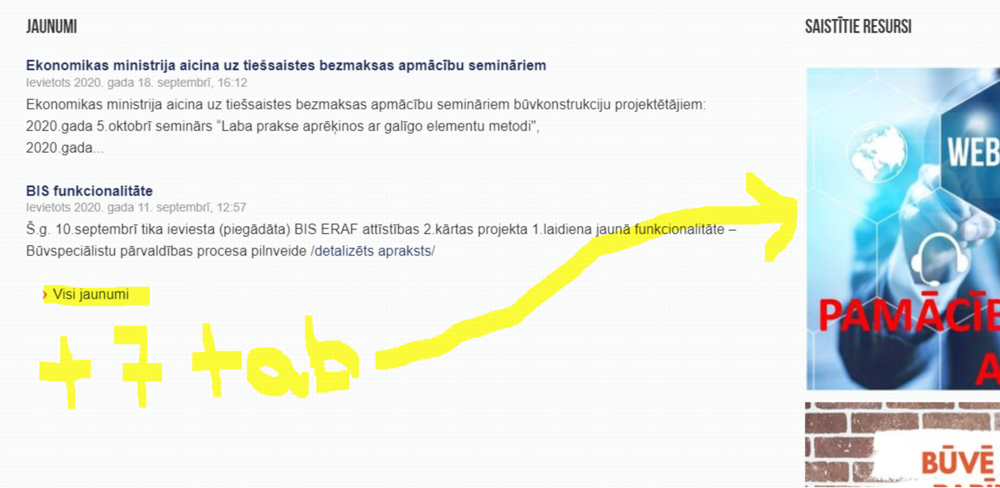 JAUNUMI
Ekonomikas ministrija aicina uz tiešsaistes bezmaksas apmācību semināriem
Ievietots 2020. gada 18. septembrī, 16:12
Ekonomikas ministrija aicina uz tiešsaistes bezmaksas apmācību semināriem būvkonstrukciju projektētājiem:
2020.gada 5.oktobrī seminārs “Laba prakse aprēķinos ar galīgo elementu metodi",
2020.gada...
BIS funkcionalitāte
Ievietots 2020. gada 11. septembrī, 12:57
Š.g. 10.septembrī tika ieviesta (piegādāta) BIS ERAF attīstības 2.kārtas projekta 1.laidiena jaunā funkcionalitāte –
Būvspeciālistu pārvaldības procesa pilnveide /detalizēts apraksts/
› Visi jaunumi
+ 7 tab
SAISTĪTIE RESURSI
WEB
PAMĀCĪB
A
BŪVĒ